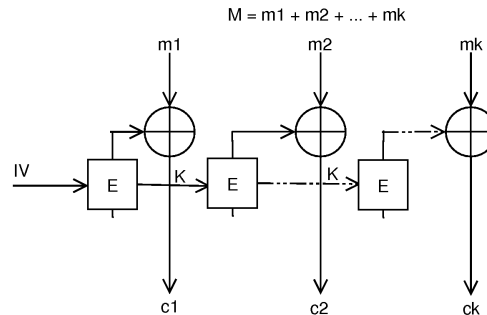 M = m1 + m2 + ... + mk
m1 m2 mk
IV E K E K E
c1 c2 ck